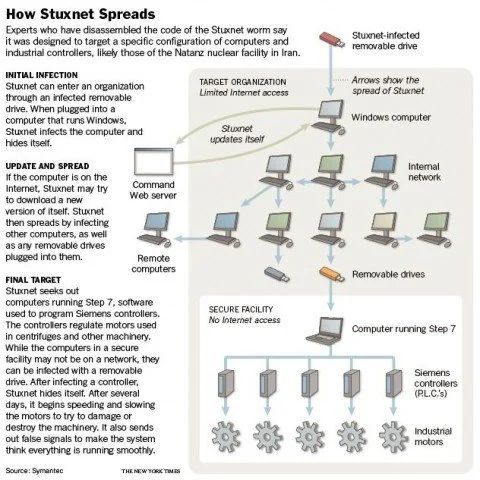 How Stuxnet Spreads
Experts who have disassembled the code of the Stuxnet worm say
it was designed to target a specific configuration of computers and
industrial controllers, likely those of the Natanz nuclear facility in Iran.
INITIAL INFECTION
Stuxnet can enter an organization
through an infected removable
drive. When plugged into a
computer that runs Windows,
Stuxnet infects the computer and
hides itself.
UPDATE AND SPREAD
If the computer is on the
Internet, Stuxnet may try
to download a new
version of itself. Stuxnet
then spreads by infecting
other computers, as well
as any removable drives
plugged into them.
FINAL TARGET
Stuxnet seeks out
computers running Step 7, software
used to program Siemens controllers.
The controllers regulate motors used
in centrifuges and other machinery.
While the computers in a secure
facility may not be on a network, they
can be infected with a removable
drive. After infecting a controller,
Stuxnet hides itself. After several
days, it begins speeding and slowing
the motors to try to damage or
destroy the machinery. It also sends
out false signals to make the system
think everything is running smoothly.
Source: Symantec
THE NEW YORK TIMES
Stuxnet-infected
removable drive
TARGET ORGANIZATION
Limited Internet access
Arrows show the
spread of Stuxnet
Windows computer
Stuxnet
updates itself
Command
Web server
Internal
network
Remote
computers
Removable drives
SECURE FACILITY
No Internet access
Computer running Step 7
Siemens
controllers
(P.L.C.'s)
Industrial
motors